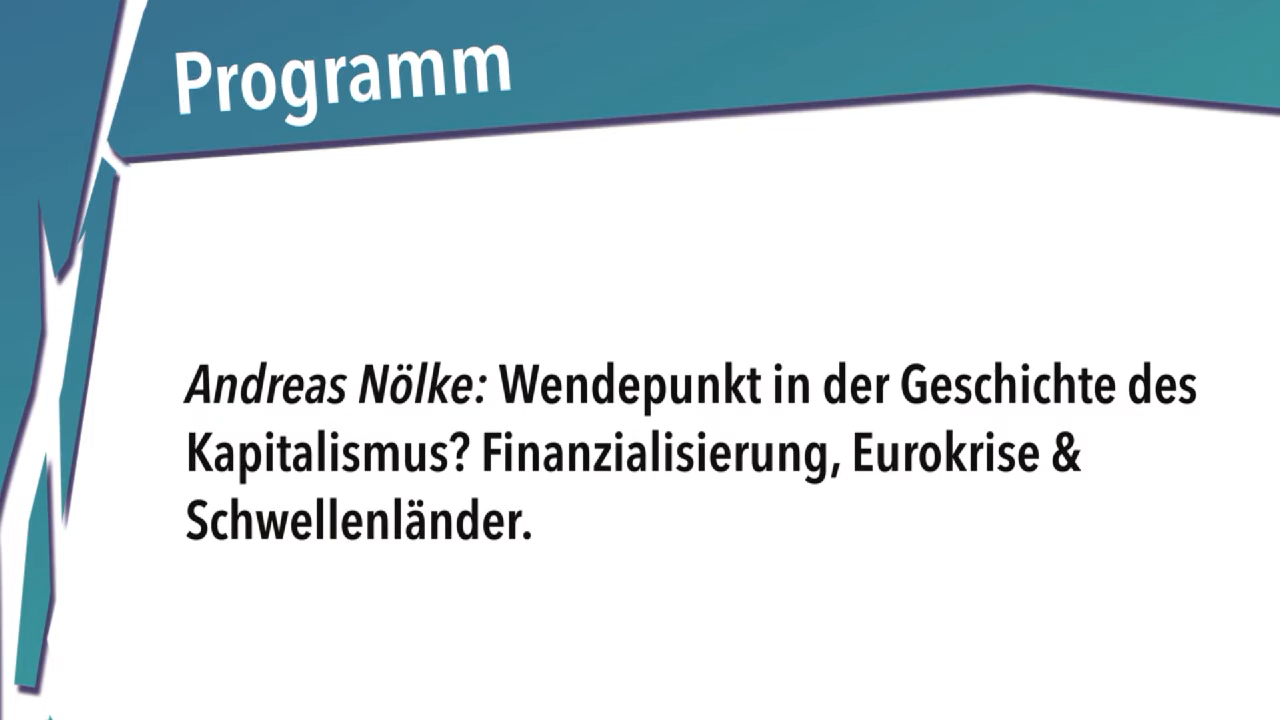 Programm
Andreas Nölke: Wendepunkt in der Geschichte des
Kapitalismus? Finanzialisierung, Eurokrise &
Schwellenländer.